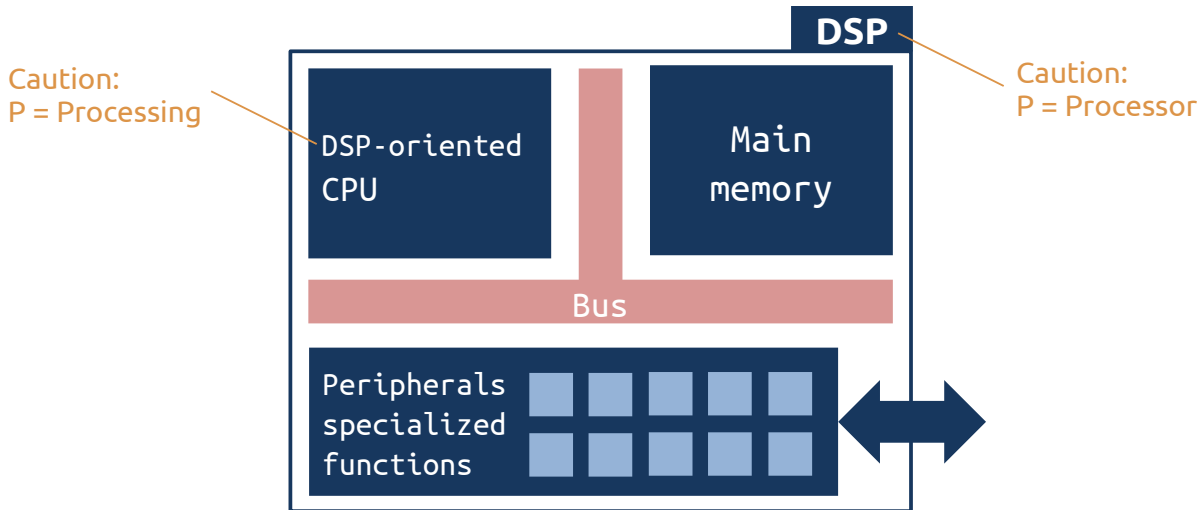 DSP
Caution:
P = Processing
Caution:
P = Processor
DSP-oriented
CPU
Main
memory
Bus
Peripherals
specialized
functions